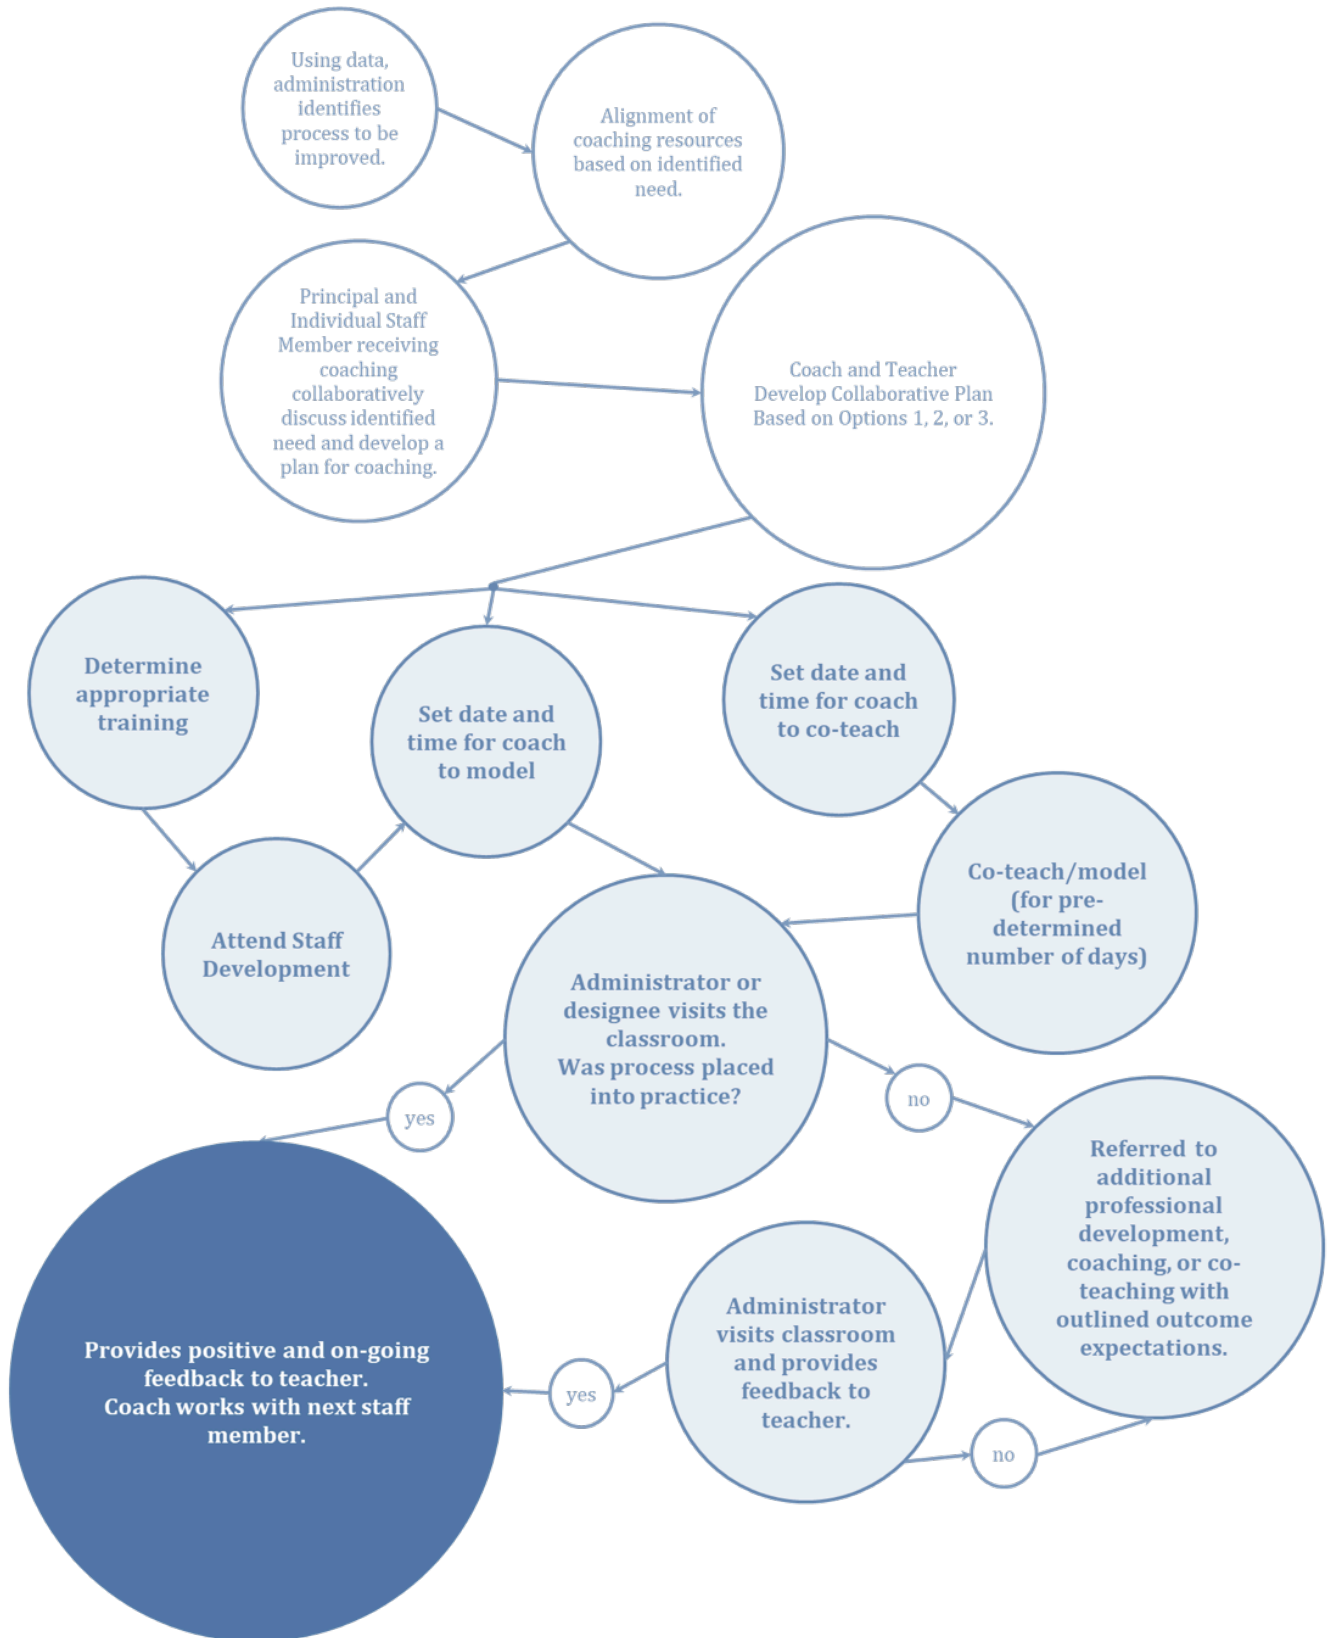 Using data,
administration
identifies
process to be
improved.
Alignment of
coaching resources
based on identified
need.
Principal and
Individual Staff
Member receiving
coaching
collaboratively
discuss identified
need and develop a
plan for coaching.
Coach and Teacher
Develop Collaborative Plan
Based on Options 1, 2, or 3.
Determine
appropriate
training
Set date and
time for coach
to model
Set date and
time for coach
to co-teach
Attend Staff
Development
Co-teach/model
(for pre-
determined
number of days)
Administrator or
designee visits the
classroom.
Was process placed
into practice?
yes
no
Referred to
additional
professional
development,
coaching, or co-
teaching with
outlined outcome
expectations.
Administrator
visits classroom
and provides
feedback to
teacher.
yes
no
Provides positive and on-going
feedback to teacher.
Coach works with next staff
member.